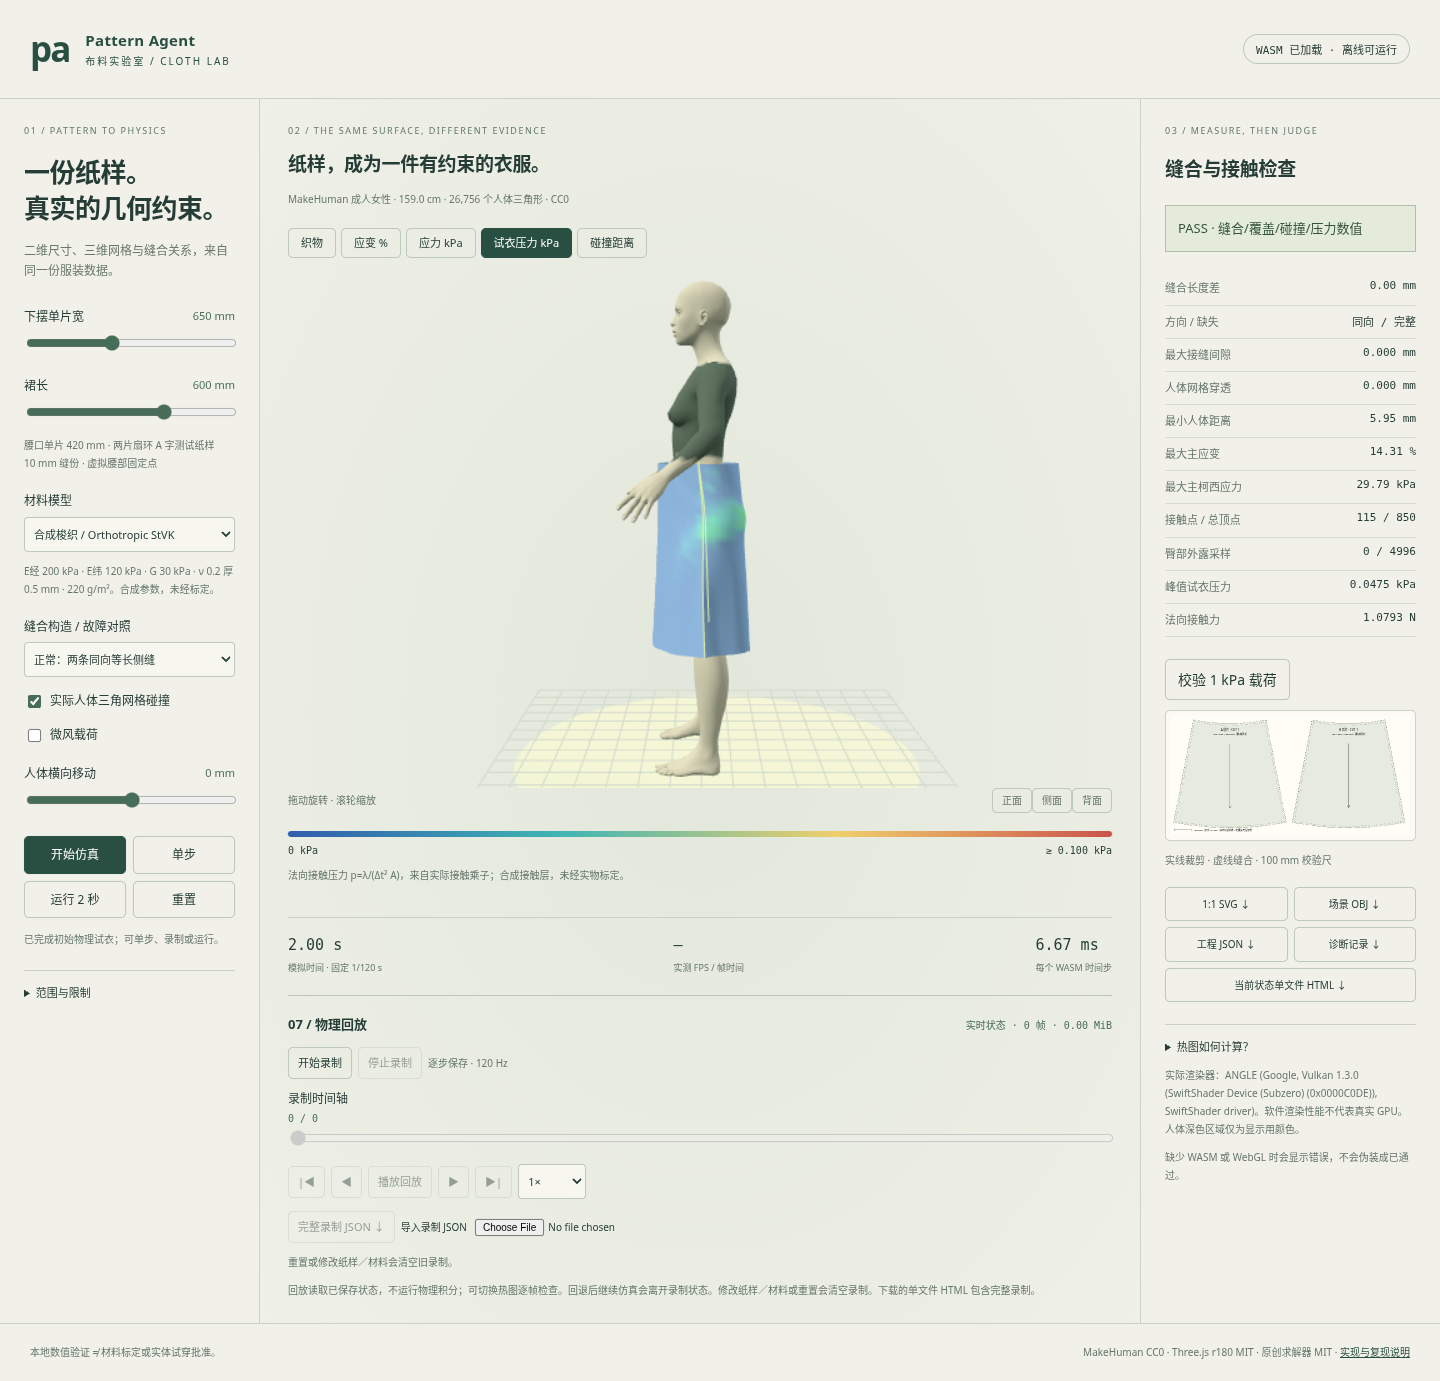 pa
Pattern Agent
布料实验室 / CLOTH LAB
WASM 已加载 · 离线可运行
01 / PATTERN TO PHYSICS
一份纸样。
真实的几何约束。
二维尺寸、三维网格与缝合关系，来自
同一份服装数据。
下摆单片宽 650 mm
裙长 600 mm
腰口单片 420 mm · 两片扇环 A 字测试纸样
10 mm 缝份 · 虚拟腰部固定点
材料模型
合成梭织 / Orthotropic StVK
E经 200 kPa · E纬 120 kPa · G 30 kPa · ν 0.2 厚
0.5 mm · 220 g/m²。合成参数，未经标定。
缝合构造 / 故障对照
正常：两条同向等长侧缝
实际人体三角网格碰撞
微风载荷
人体横向移动 0 mm
开始仿真 单步
运行 2 秒 重置
已完成初始物理试衣；可单步、录制或运行。
范围与限制
02 / THE SAME SURFACE, DIFFERENT EVIDENCE
纸样，成为一件有约束的衣服。
MakeHuman 成人女性 · 159.0 cm · 26,756 个人体三角形 · CC0
织物 应变 % 应力 kPa 试衣压力 kPa 碰撞距离
拖动旋转 · 滚轮缩放 正面 侧面 背面
0 kPa ≥ 0.100 kPa
法向接触压力 p=λ/(Δt² A)，来自实际接触乘子；合成接触层，未经实物标定。
2.00 s — 6.67 ms
模拟时间 · 固定 1/120 s 实测 FPS / 帧时间 每个 WASM 时间步
07 / 物理回放 实时状态 · 0 帧 · 0.00 MiB
开始录制 停止录制 逐步保存 · 120 Hz
录制时间轴
0 / 0
|◀ ◀ 播放回放 ▶ ▶| 1×
完整录制 JSON ↓ 导入录制 JSON Choose File No file chosen
重置或修改纸样／材料会清空旧录制。
回放读取已保存状态，不运行物理积分；可切换热图逐帧检查。回退后继续仿真会离开录制状态。修改纸样／材料或重置会清空录制。下载的单文件 HTML 包含完整录制。
03 / MEASURE, THEN JUDGE
缝合与接触检查
PASS · 缝合/覆盖/碰撞/压力数值
缝合长度差 0.00 mm
方向 / 缺失 同向 / 完整
最大接缝间隙 0.000 mm
人体网格穿透 0.000 mm
最小人体距离 5.95 mm
最大主应变 14.31 %
最大主柯西应力 29.79 kPa
接触点 / 总顶点 115 / 850
臀部外露采样 0 / 4996
峰值试衣压力 0.0475 kPa
法向接触力 1.0793 N
校验 1 kPa 载荷
实线裁剪 · 虚线缝合 · 100 mm 校验尺
1:1 SVG ↓ 场景 OBJ ↓
工程 JSON ↓ 诊断记录 ↓
当前状态单文件 HTML ↓
热图如何计算？
实际渲染器：ANGLE (Google, Vulkan 1.3.0
(SwiftShader Device (Subzero) (0x0000C0DE)),
SwiftShader driver)。软件渲染性能不代表真实 GPU。
人体深色区域仅为显示用颜色。
缺少 WASM 或 WebGL 时会显示错误，不会伪装成已通
过。
本地数值验证 ≠ 材料标定或实体试穿批准。
MakeHuman CC0 · Three.js r180 MIT · 原创求解器 MIT · 实现与复现说明